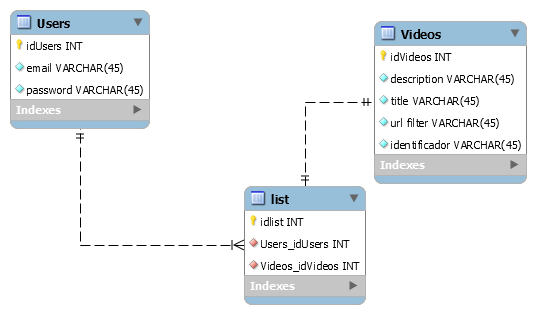 Users
idUsers INT
email VARCHAR(45)
password VARCHAR(45)
Indexes
Videos
idVideos INT
description VARCHAR(45)
title VARCHAR(45)
url filter VARCHAR(45)
identificador VARCHAR(45)
Indexes
list
idlist INT
Users_idUsers INT
Videos_idVideos INT
Indexes